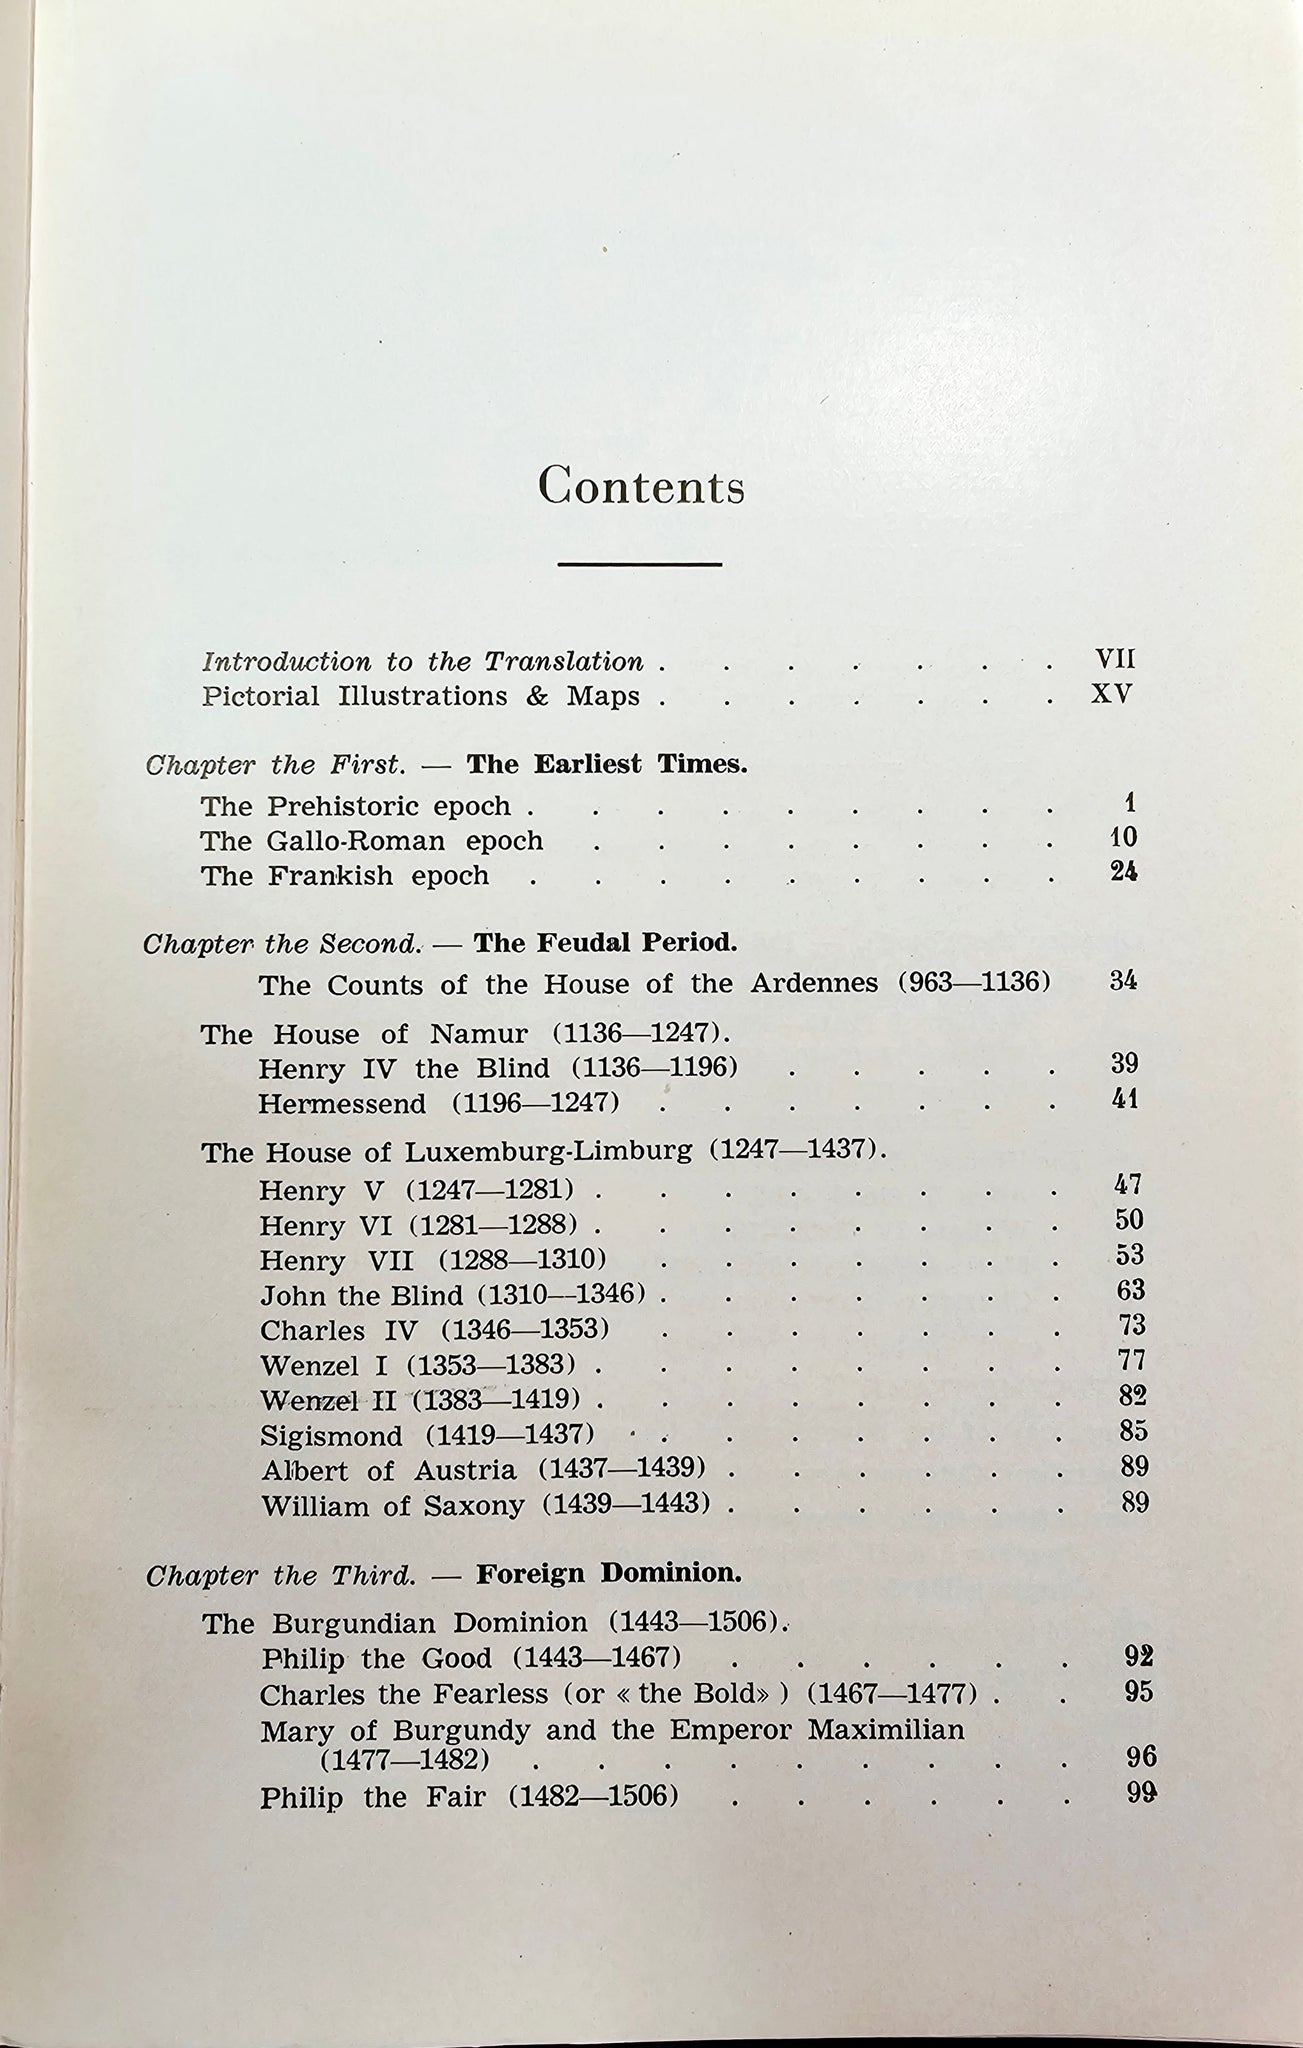 Contents
Introduction to the Translation . . . . . . . VII
Pictorial Illustrations & Maps . . . . . . . XV
Chapter the First. — The Earliest Times.
The Prehistoric epoch . . . . . . . . . 1
The Gallo-Roman epoch . . . . . . . . 10
The Frankish epoch . . . . . . . . . 24
Chapter the Second. — The Feudal Period.
The Counts of the House of the Ardennes (963—1136) 34
The House of Namur (1136—1247).
Henry IV the Blind (1136—1196) . . . . . 39
Hermessend (1196—1247) . . . . . . . 41
The House of Luxemburg-Limburg (1247—1437).
Henry V (1247—1281) . . . . . . . . 47
Henry VI (1281—1288) . . . . . . . . 50
Henry VII (1288—1310) . . . . . . . 53
John the Blind (1310—1346) . . . . . . . 63
Charles IV (1346—1353) . . . . . . . 73
Wenzel I (1353—1383) . . . . . . . . 77
Wenzel II (1383—1419) . . . . . . . . 82
Sigismond (1419—1437) . . . . . . . 85
Albert of Austria (1437—1439) . . . . . . 89
William of Saxony (1439—1443) . . . . . . 89
Chapter the Third. — Foreign Dominion.
The Burgundian Dominion (1443—1506).
Philip the Good (1443—1467) . . . . . . 92
Charles the Fearless (or « the Bold» ) (1467—1477) . . 95
Mary of Burgundy and the Emperor Maximilian
(1477—1482) . . . . . . . . . 96
Philip the Fair (1482—1506) . . . . . . 99